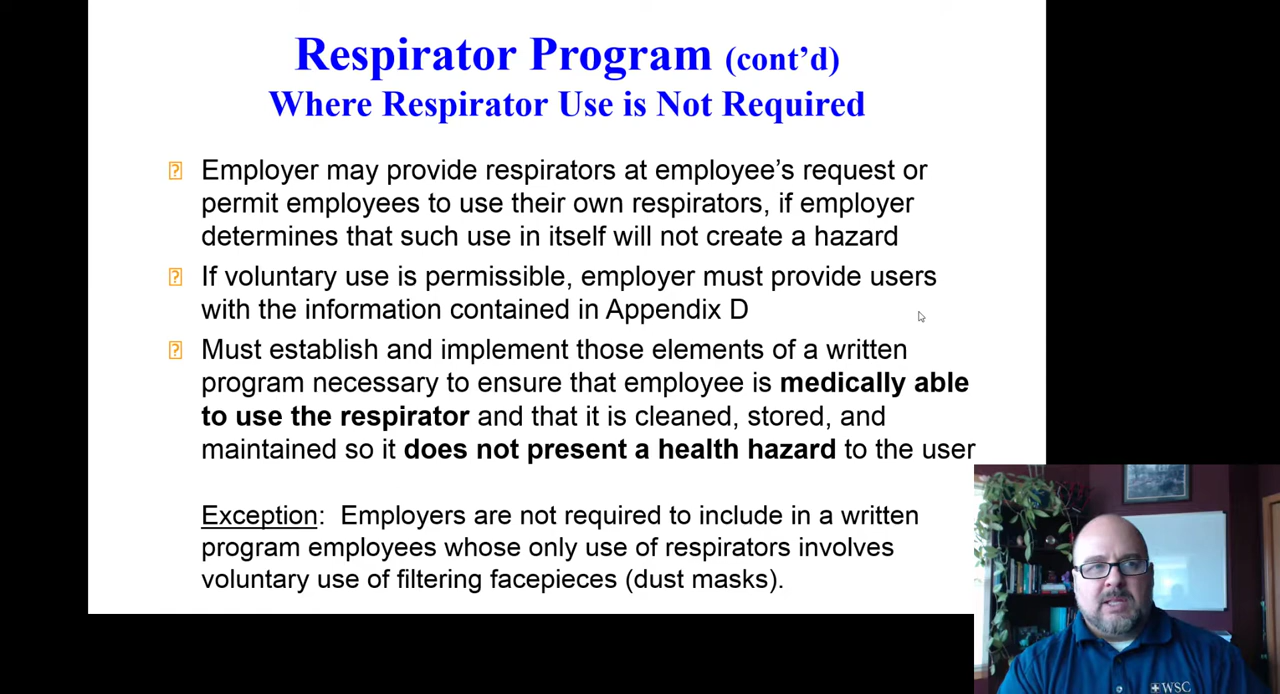 Respirator Program (cont’d)
Where Respirator Use is Not Required
Employer may provide respirators at employee’s request or
permit employees to use their own respirators, if employer
determines that such use in itself will not create a hazard
If voluntary use is permissible, employer must provide users
with the information contained in Appendix D
Must establish and implement those elements of a written
program necessary to ensure that employee is medically able
to use the respirator and that it is cleaned, stored, and
maintained so it does not present a health hazard to the user
Exception: Employers are not required to include in a written
program employees whose only use of respirators involves
voluntary use of filtering facepieces (dust masks).
WSC